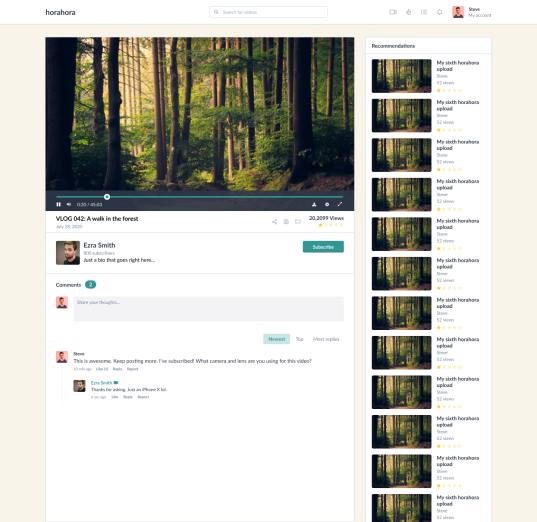 horahora
Search for videos
Steve
My account
0:20 / 45:03
VLOG 042: A walk in the forest
July 28, 2020
20,2099 Views
Ezra Smith
subscribers
Just a bio that goes right here...
Subscribe
Comments 2
Share your thoughts...
Newest Top Most replies
Steve
This is awesome. Keep posting more. I've subscribed! What camera and lens are you using for this video?
10 min ago Like Reply Report
Ezra Smith
Thanks for asking. Just an iPhone X lol.
2 sec ago Like Reply Report
Recommendations
My sixth horahora
upload
Steve
52 views
My sixth horahora
upload
Steve
52 views
My sixth horahora
upload
Steve
52 views
My sixth horahora
upload
Steve
52 views
My sixth horahora
upload
Steve
52 views
My sixth horahora
upload
Steve
52 views
My sixth horahora
upload
Steve
52 views
My sixth horahora
upload
Steve
52 views
My sixth horahora
upload
Steve
52 views
My sixth horahora
upload
Steve
52 views
My sixth horahora
upload
Steve
52 views
My sixth horahora
upload
Steve
52 views